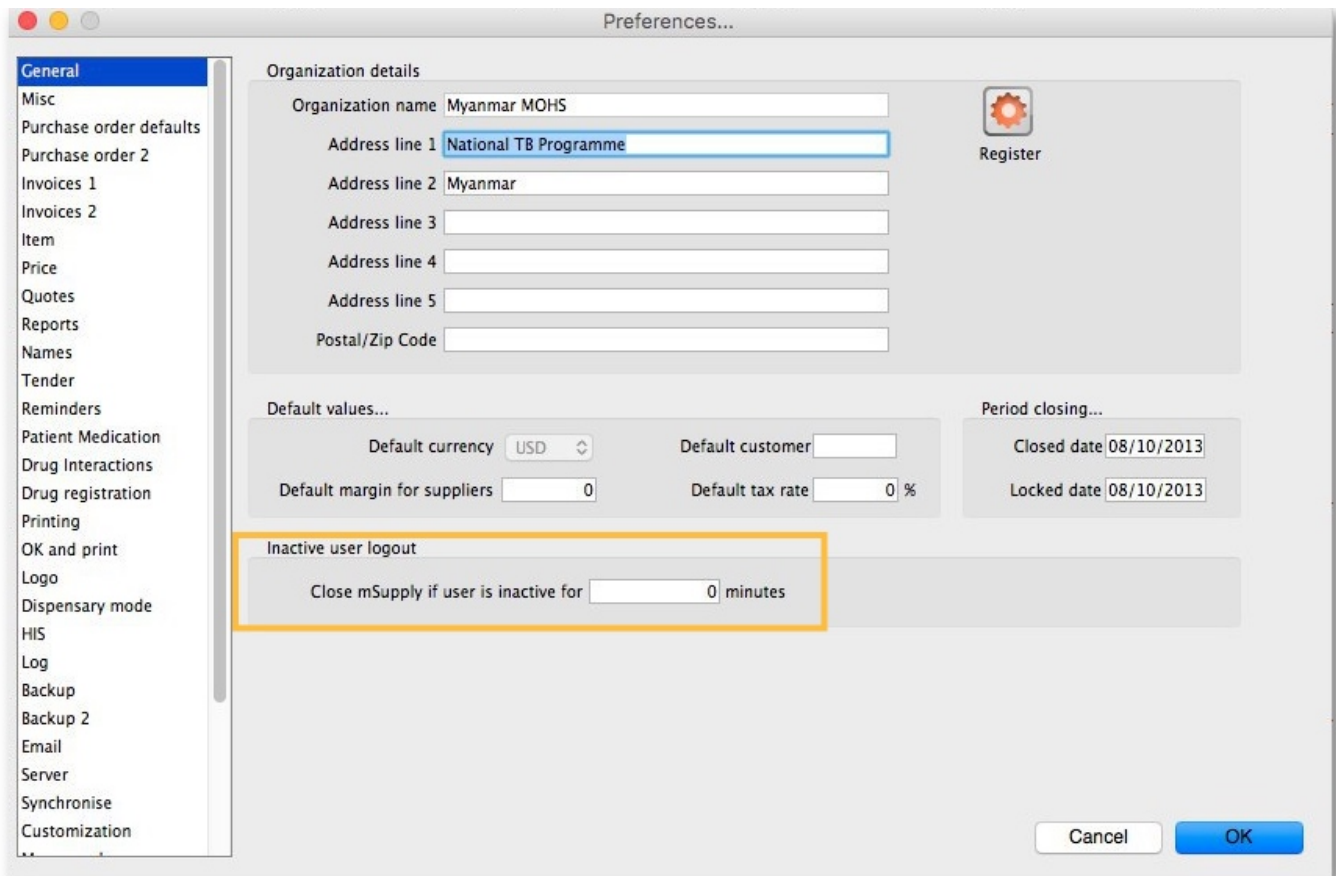 Preferences...
General
Misc
Purchase order defaults
Purchase order 2
Invoices 1
Invoices 2
Item
Price
Quotes
Reports
Names
Tender
Reminders
Patient Medication
Drug Interactions
Drug registration
Printing
OK and print
Logo
Dispensary mode
HIS
Log
Backup
Backup 2
Email
Server
Synchronise
Customization
Organization details
Organization name Myanmar MOHS
Address line 1 National TB Programme
Address line 2 Myanmar
Address line 3
Address line 4
Address line 5
Postal/Zip Code
Register
Default values...
Default currency USD Default customer
Default margin for suppliers 0 Default tax rate 0 %
Period closing...
Closed date 08/10/2013
Locked date 08/10/2013
Inactive user logout
Close mSupply if user is inactive for 0 minutes
Cancel OK